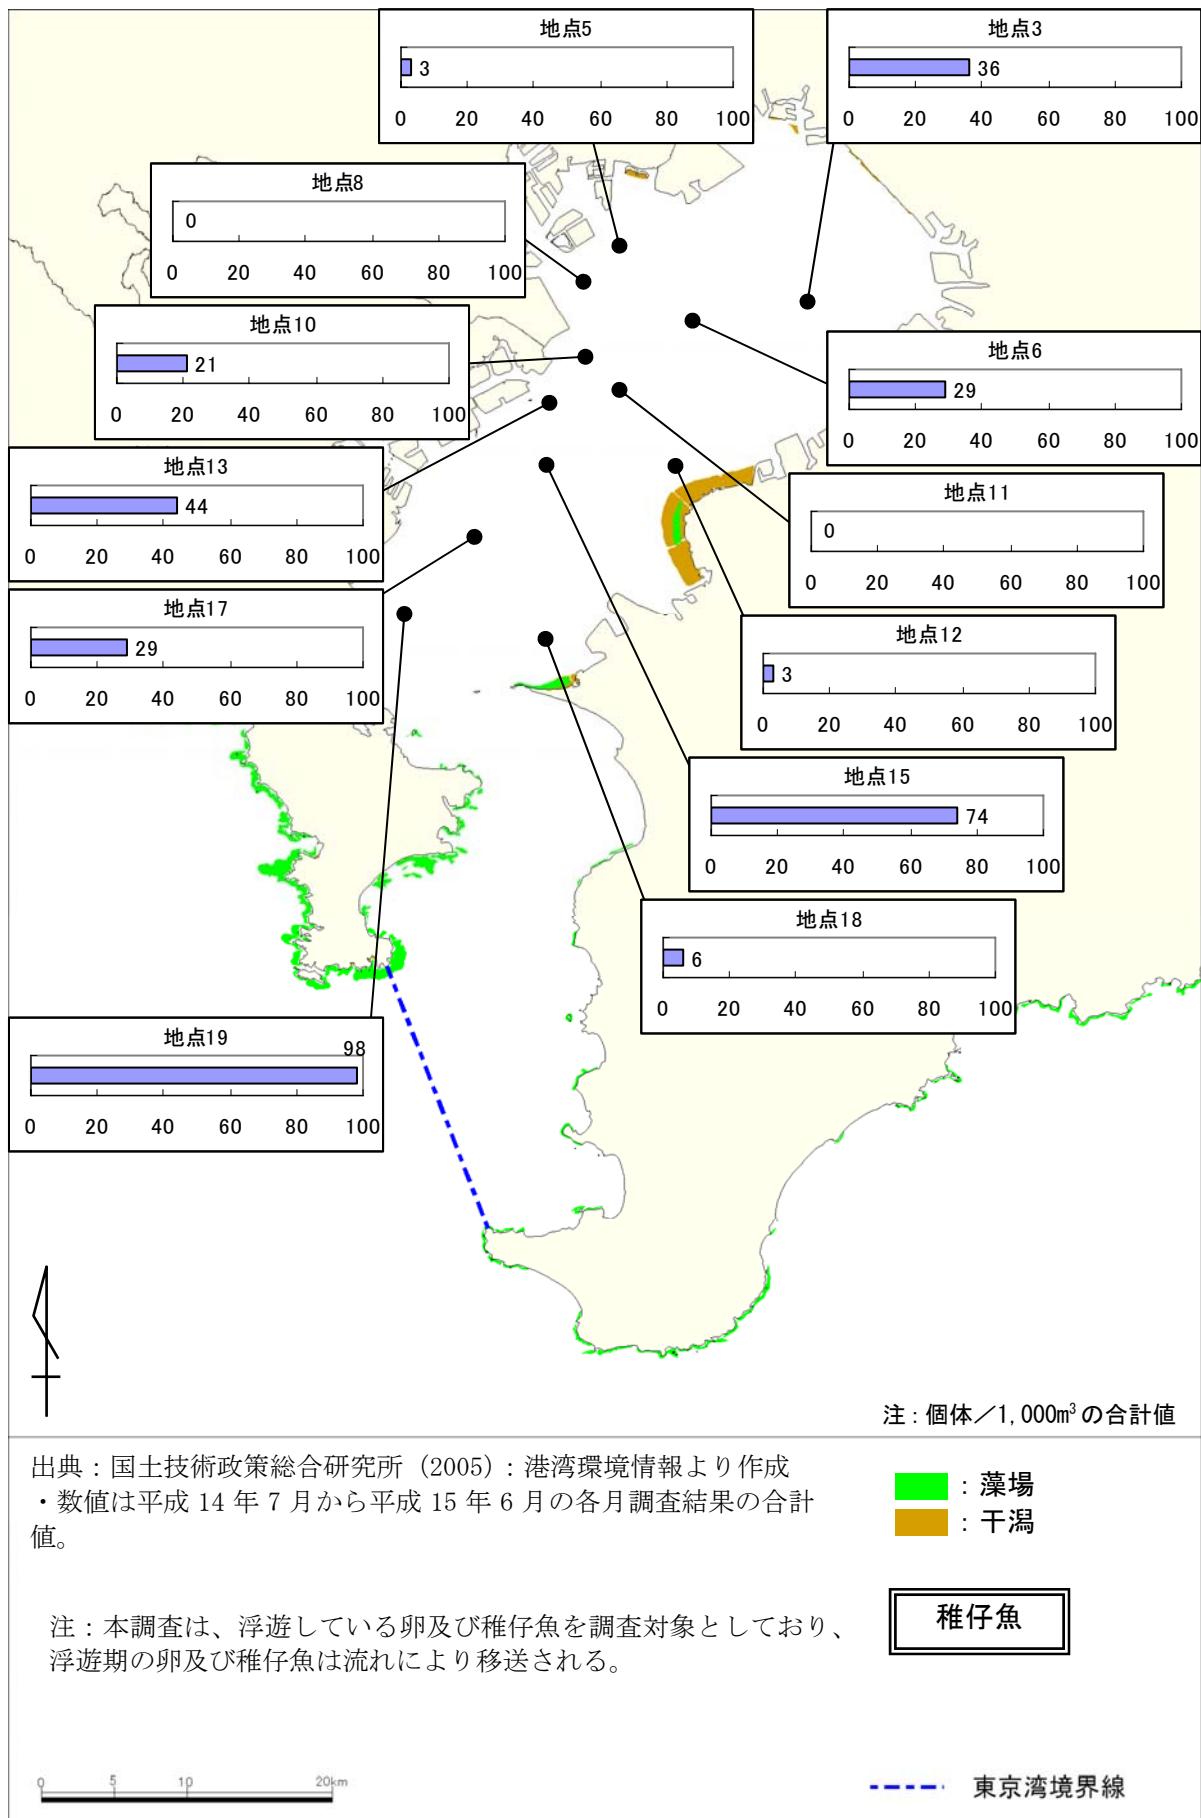 地点5
3
0 20 40 60 80 100
地点3
36
0 20 40 60 80 100
地点8
0
0 20 40 60 80 100
地点10
21
0 20 40 60 80 100
地点6
29
0 20 40 60 80 100
地点13
44
0 20 40 60 80 100
地点11
0
0 20 40 60 80 100
地点17
29
0 20 40 60 80 100
地点12
3
0 20 40 60 80 100
地点15
74
0 20 40 60 80 100
地点18
6
0 20 40 60 80 100
地点19
98
0 20 40 60 80 100
注：個体／1,000m³の合計値
出典：国土技術政策総合研究所（2005）：港湾環境情報より作成
・数値は平成 14 年 7 月から平成 15 年 6 月の各月調査結果の合計
値。
：藻場
：干潟
注：本調査は、浮遊している卵及び稚仔魚を調査対象としており、
浮遊期の卵及び稚仔魚は流れにより移送される。
稚仔魚
0 5 10 20km
東京湾境界線